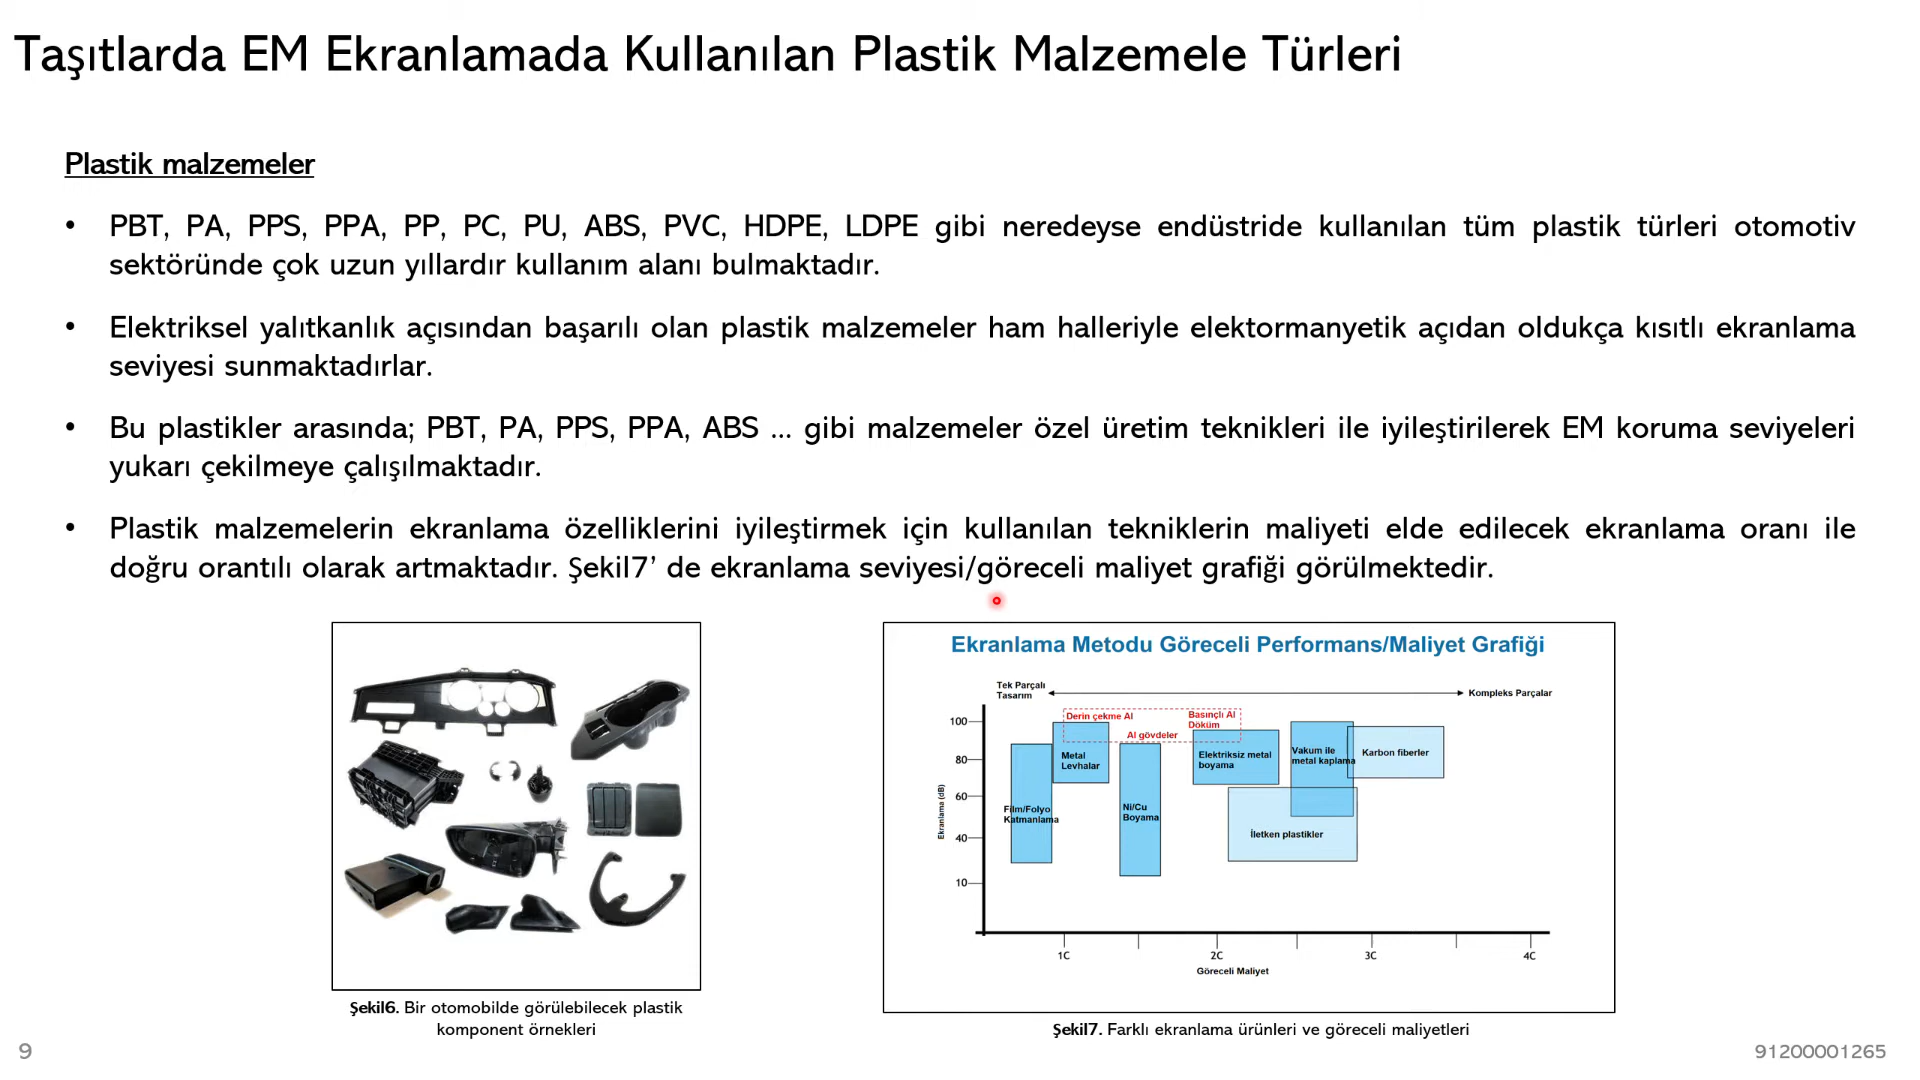 Taşıtlarda EM Ekranlamada Kullanılan Plastik Malzemele Türleri
Plastik malzemeler
• PBT, PA, PPS, PPA, PP, PC, PU, ABS, PVC, HDPE, LDPE gibi neredeyse endüstride kullanılan tüm plastik türleri otomotiv
sektöründe çok uzun yıllardır kullanım alanı bulmaktadır.
• Elektriksel yalıtkanlık açısından başarılı olan plastik malzemeler ham halleriyle elektormanyetik açıdan oldukça kısıtlı ekranlama
seviyesi sunmaktadırlar.
• Bu plastikler arasında; PBT, PA, PPS, PPA, ABS ... gibi malzemeler özel üretim teknikleri ile iyileştirilerek EM koruma seviyeleri
yukarı çekilmeye çalışılmaktadır.
• Plastik malzemelerin ekranlama özelliklerini iyileştirmek için kullanılan tekniklerin maliyeti elde edilecek ekranlama oranı ile
doğru orantılı olarak artmaktadır. Şekil7’ de ekranlama seviyesi/göreceli maliyet grafiği görülmektedir.
Şekil6. Bir otomobilde görülebilecek plastik
komponent örnekleri
Ekranlama Metodu Göreceli Performans/Maliyet Grafiği
Tek Parçalı
Tasarım
Kompleks Parçalar
Ekranlama (dB)
100
80
60
40
10
Derin çekme Al
Basınçlı Al
Döküm
Al gövdeler
Metal
Levhalar
Film/Folyo
Katmanlama
Ni/Cu
Boyama
Elektriksiz metal
boyama
Vakum ile
metal kaplama
Karbon fiberler
İletken plastikler
1C
2C
3C
4C
Göreceli Maliyet
Şekil7. Farklı ekranlama ürünleri ve göreceli maliyetleri
9
91200001265